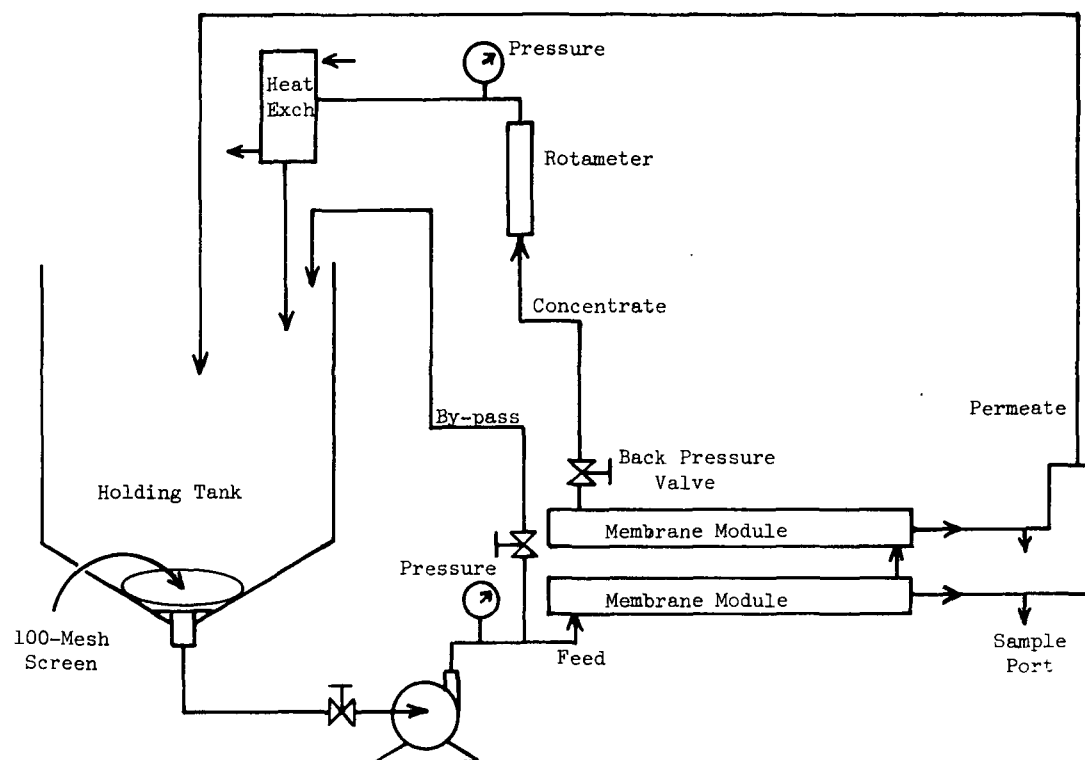 Pressure
Heat
Exch
Rotameter
Concentrate
By-pass
Permeate
Back Pressure
Valve
Holding Tank
Membrane Module
Pressure
Membrane Module
100-Mesh
Screen
Feed
Sample
Port